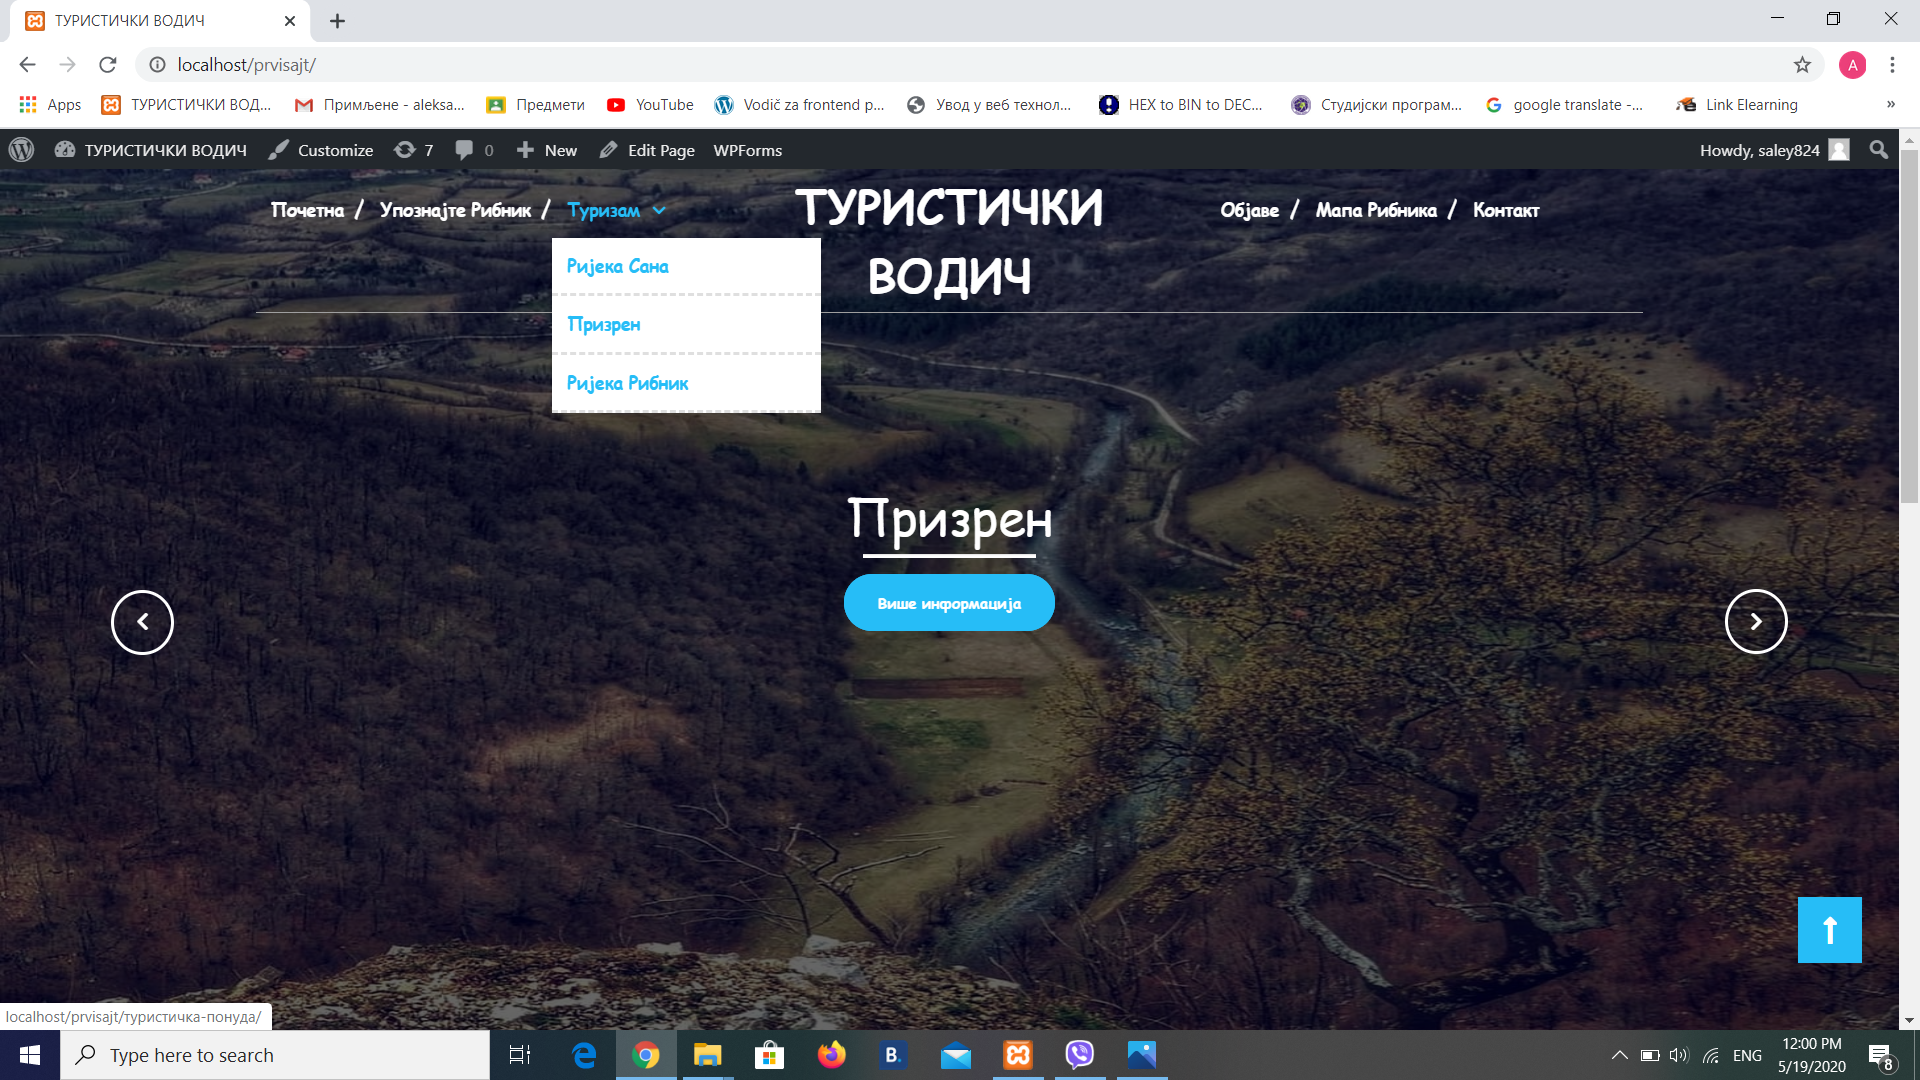 ТУРИСТИЧКИ ВОДИЧ
localhost/prvisajt/
A
Apps ТУРИСТИЧКИ ВОД... Примљене - aleksa... Предмети YouTube Vodič za frontend p... Увод у веб технол... HEX to BIN to DEC... Студијски програм... google translate -... Link Elearning »
ТУРИСТИЧКИ ВОДИЧ Customize 7 0 New Edit Page WPForms Howdy, saley824
Почетна / Упознајте Рибник / Туризам
ТУРИСТИЧКИ
ВОДИЧ
Објаве / Мапа Рибника / Контакт
Ријека Сана
Призрен
Ријека Рибник
Призрен
Више информација
localhost/prvisajt/туристичка-понуда/
Type here to search
B.
ENG
12:00 PM
5/19/2020
8